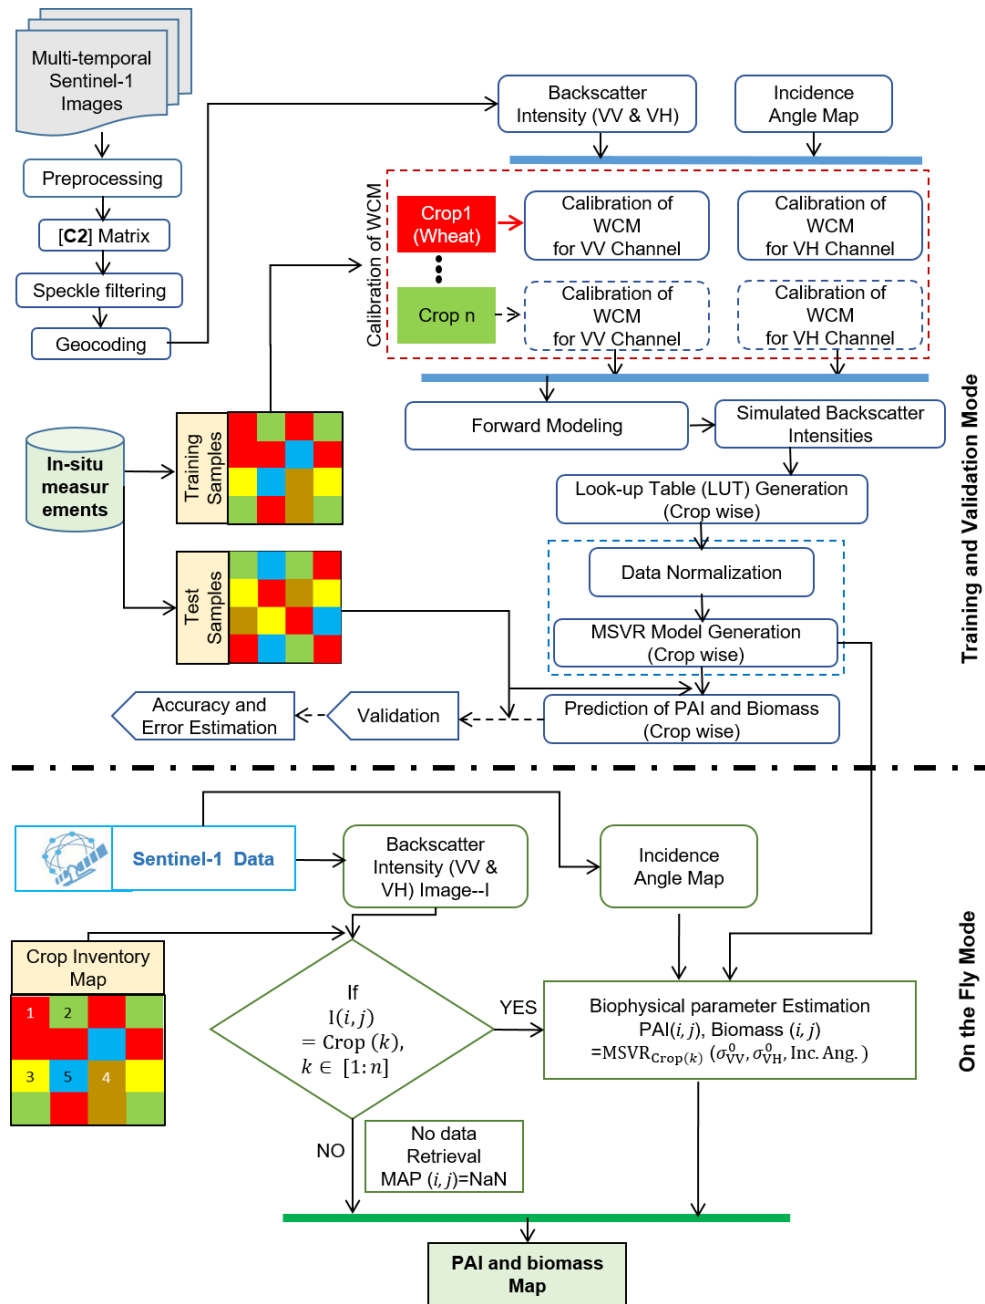 Multi-temporal
Sentinel-1
Images
Preprocessing
[C2] Matrix
Speckle filtering
Geocoding
Backscatter
Intensity (VV & VH)
Incidence
Angle Map
Calibration of WCM
Crop1
(Wheat)
Calibration of
WCM
for VV Channel
Calibration of
WCM
for VH Channel
Crop n
Calibration of
WCM
for VV Channel
Calibration of
WCM
for VH Channel
Forward Modeling
Simulated Backscatter
Intensities
In-situ
measur
ements
Training
Samples
Look-up Table (LUT) Generation
(Crop wise)
Data Normalization
Test
Samples
MSVR Model Generation
(Crop wise)
Prediction of PAI and Biomass
(Crop wise)
Validation
Accuracy and
Error Estimation
Training and Validation Mode
Sentinel-1 Data
Backscatter
Intensity (VV &
VH) Image--I
Incidence
Angle Map
Crop Inventory
Map
1 2
3 5 4
If
I(i, j)
= Crop (k),
k ∈ [1: n]
YES
Biophysical parameter Estimation
PAI(i, j), Biomass (i, j)
=MSVR_Crop(k) (σ⁰_VV, σ⁰_VH, Inc. Ang. )
NO
No data
Retrieval
MAP (i, j)=NaN
PAI and biomass
Map
On the Fly Mode